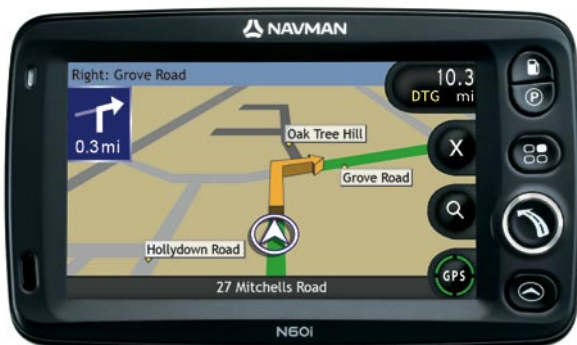 NAVMAN
Right: Grove Road
10.3
DTG mi
0.3mi
Oak Tree Hill
X
Grove Road
Hollydown Road
GPS
27 Mitchells Road
P
N60i